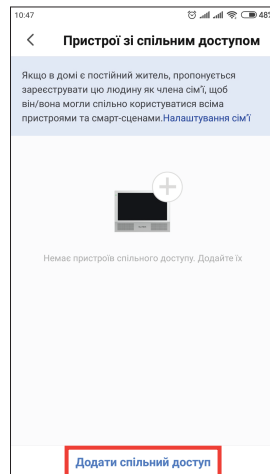 10:47
48%
Пристрої зі спільним доступом
Якщо в домі є постійний житель, пропонується
зареєструвати цю людину як члена сім'ї, щоб
він/вона могли спільно користуватися всіма
пристроями та смарт-сценами.Налаштування сім'ї
Немає пристроїв спільного доступу. Додайте їх
Додати спільний доступ